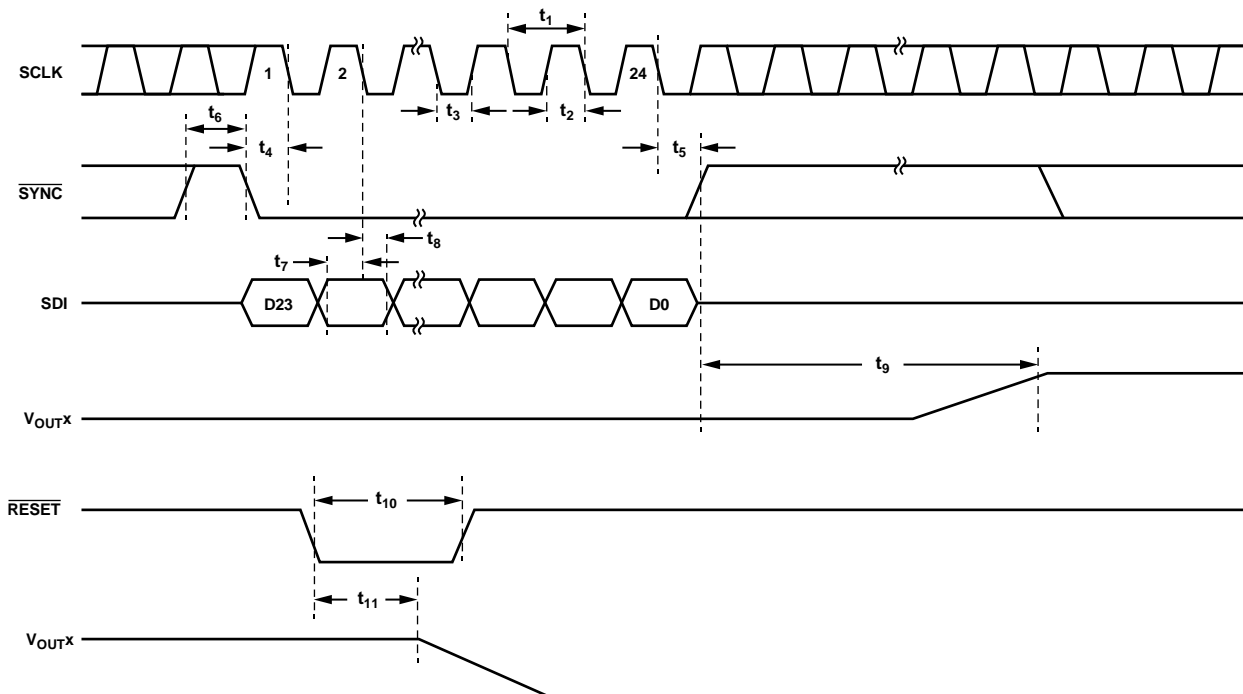 t1
SCLK
1
2
24
t3
t2
t6
t4
t5
SYNC
t8
t7
SDI
D23
D0
t9
VOUTx
RESET
t10
t11
VOUTx